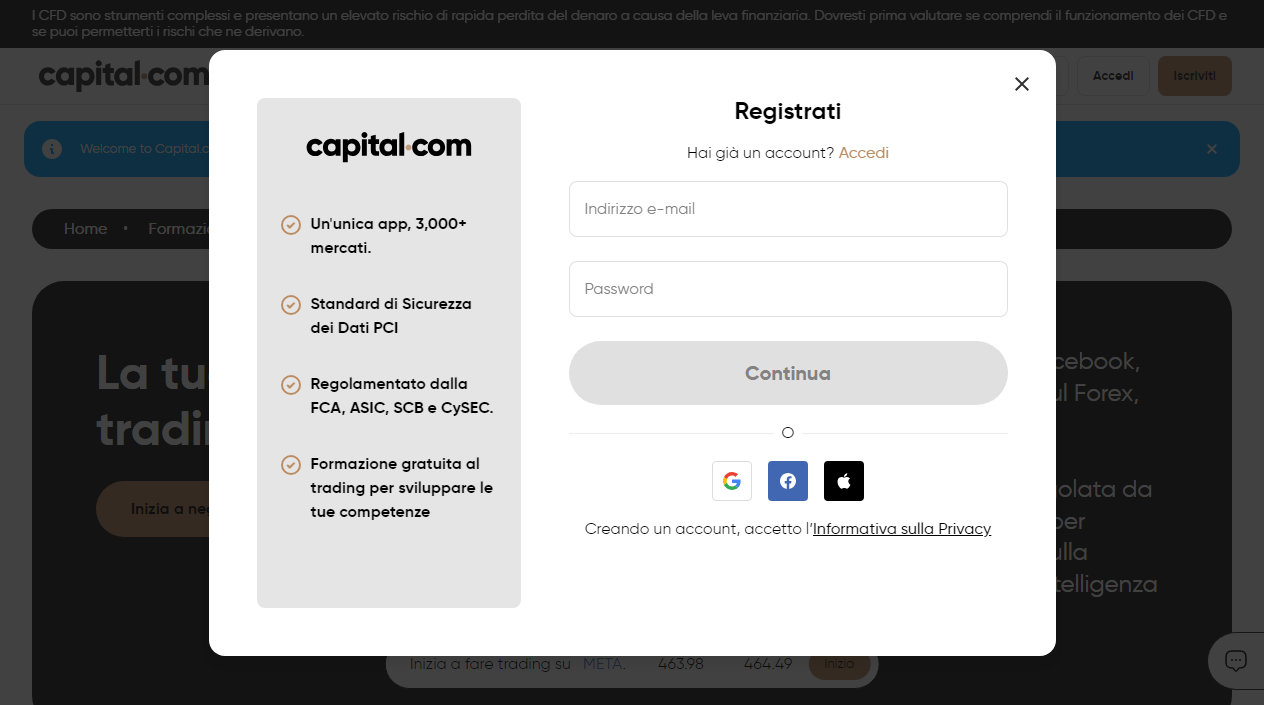 I CFD sono strumenti complessi e presentano un elevato rischio di rapida perdita del denaro a causa della leva finanziaria. Dovresti prima valutare se comprendi il funzionamento dei CFD e
se puoi permetterti i rischi che ne derivano.
capital.com
Accedi
Iscriviti
Welcome to Capital.c
Home • Formazi
La tu
tradi
Inizia a ne
cebook,
ul Forex,
olata da
per
ulla
telligenza
capital.com
Un'unica app, 3,000+
mercati.
Standard di Sicurezza
dei Dati PCI
Regolamentato dalla
FCA, ASIC, SCB e CySEC.
Formazione gratuita al
trading per sviluppare le
tue competenze
Registrati
Hai già un account? Accedi
Indirizzo e-mail
Password
Continua
O
Creando un account, accetto l'Informativa sulla Privacy
Inizia a fare trading su META. 463.98 464.49 Inizio